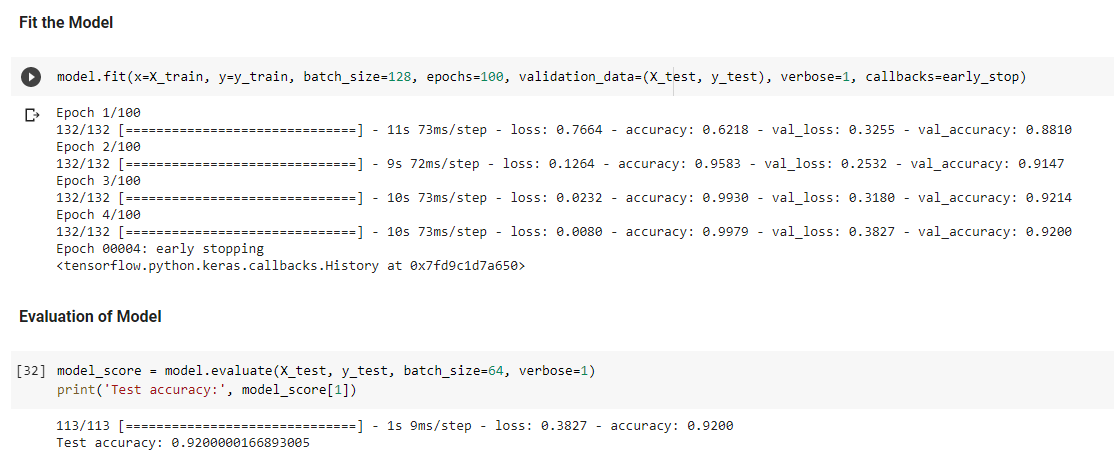 Fit the Model
model.fit(x=X_train, y=y_train, batch_size=128, epochs=100, validation_data=(X_test, y_test), verbose=1, callbacks=early_stop)
Epoch 1/100
132/132 [==============================] - 11s 73ms/step - loss: 0.7664 - accuracy: 0.6218 - val_loss: 0.3255 - val_accuracy: 0.8810
Epoch 2/100
132/132 [==============================] - 9s 72ms/step - loss: 0.1264 - accuracy: 0.9583 - val_loss: 0.2532 - val_accuracy: 0.9147
Epoch 3/100
132/132 [==============================] - 10s 73ms/step - loss: 0.0232 - accuracy: 0.9930 - val_loss: 0.3180 - val_accuracy: 0.9214
Epoch 4/100
132/132 [==============================] - 10s 73ms/step - loss: 0.0080 - accuracy: 0.9979 - val_loss: 0.3827 - val_accuracy: 0.9200
Epoch 00004: early stopping
<tensorflow.python.keras.callbacks.History at 0x7fd9c1d7a650>
Evaluation of Model
[32] model_score = model.evaluate(X_test, y_test, batch_size=64, verbose=1)
print('Test accuracy:', model_score[1])
113/113 [==============================] - 1s 9ms/step - loss: 0.3827 - accuracy: 0.9200
Test accuracy: 0.9200000166893005